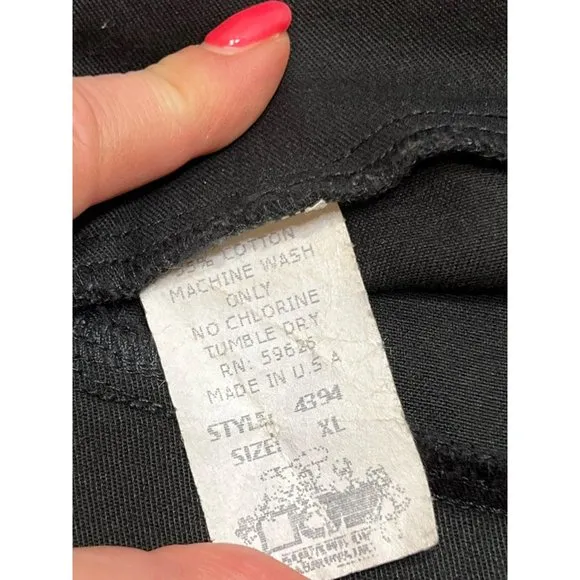 % COTTON
MACHINE WASH
ONLY
NO CHLORINE
TUMBLE DRY
RN: 59626
MADE IN U.S.A
STYLE: 4394
SIZE: XL